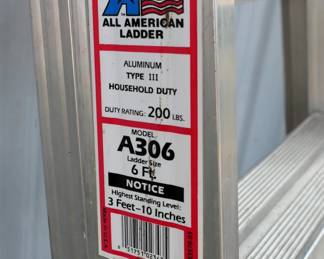 ALL AMERICAN
LADDER
ALUMINUM
TYPE III
HOUSEHOLD DUTY
DUTY RATING: 200 LBS.
MODEL
A306
Ladder Size
6 Ft.
NOTICE
Highest Standing Level:
3 Feet–10 Inches